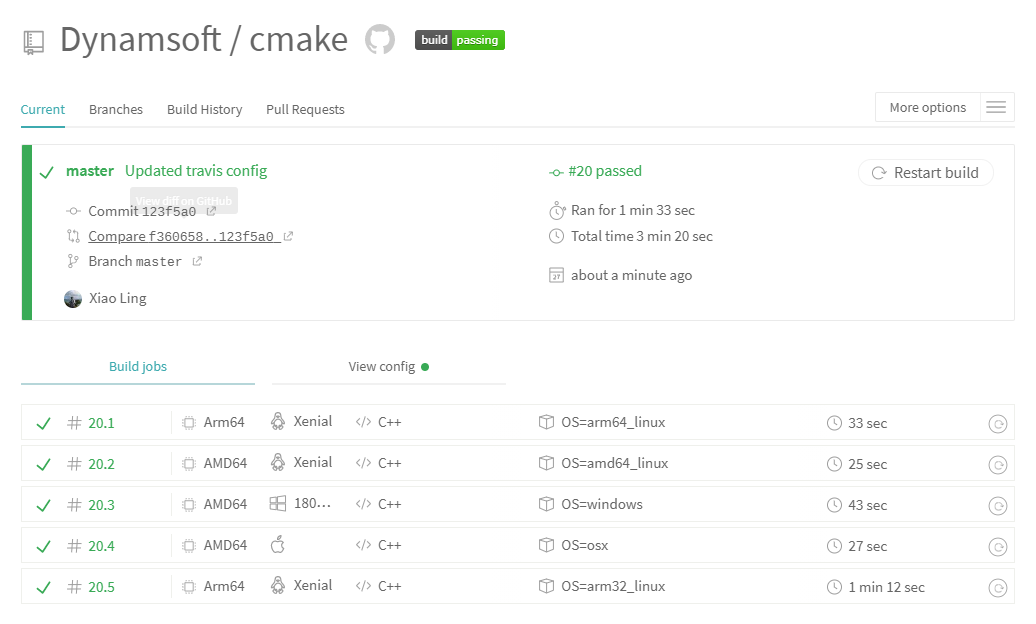 Dynamsoft / cmake
build passing
Current Branches Build History Pull Requests
More options
master Updated travis config
#20 passed
Restart build
View diff on GitHub
Commit 123f5a0
Ran for 1 min 33 sec
Compare f360658..123f5a0
Total time 3 min 20 sec
Branch master
27
about a minute ago
Xiao Ling
Build jobs
View config
# 20.1 Arm64 Xenial </> C++ OS=arm64_linux 33 sec
# 20.2 AMD64 Xenial </> C++ OS=amd64_linux 25 sec
# 20.3 AMD64 180... </> C++ OS=windows 43 sec
# 20.4 AMD64 </> C++ OS=osx 27 sec
# 20.5 Arm64 Xenial </> C++ OS=arm32_linux 1 min 12 sec